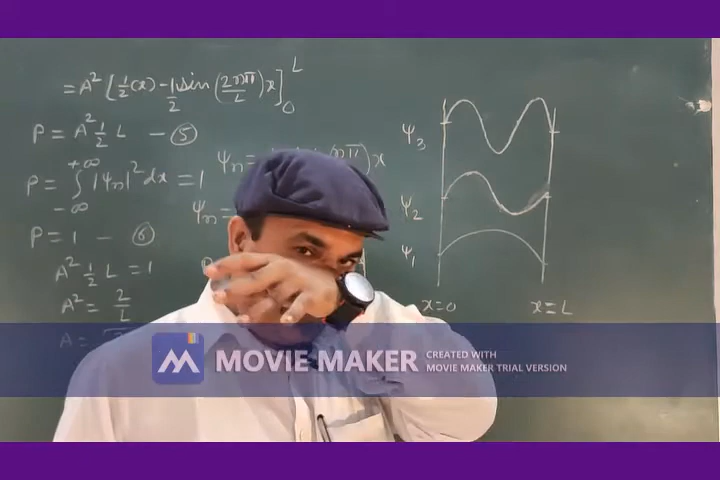 = A² [½(x) - ½ sin (2nπ/L) x]₀ᴸ
P = A² ½ L - ⑤
P = ∫₋∞⁺∞ |ψn|² dx = 1
P = 1 - ⑥
A² ½ L = 1
A² = 2/L
A =
ψn =
x
ψn =
ψ₃
ψ₂
ψ₁
x=0
x=L
MOVIE MAKER
CREATED WITH
MOVIE MAKER TRIAL VERSION